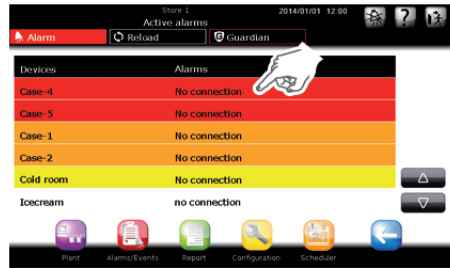 Store 1 2014/01/01 12:00
Active alarms
Alarm Reload Guardian
Devices Alarms
Case-4 No connection
Case-5 No connection
Case-1 No connection
Case-2 No connection
Cold room No connection
Icecream no connection
Plant Alarms/Events Report Configuration Scheduler